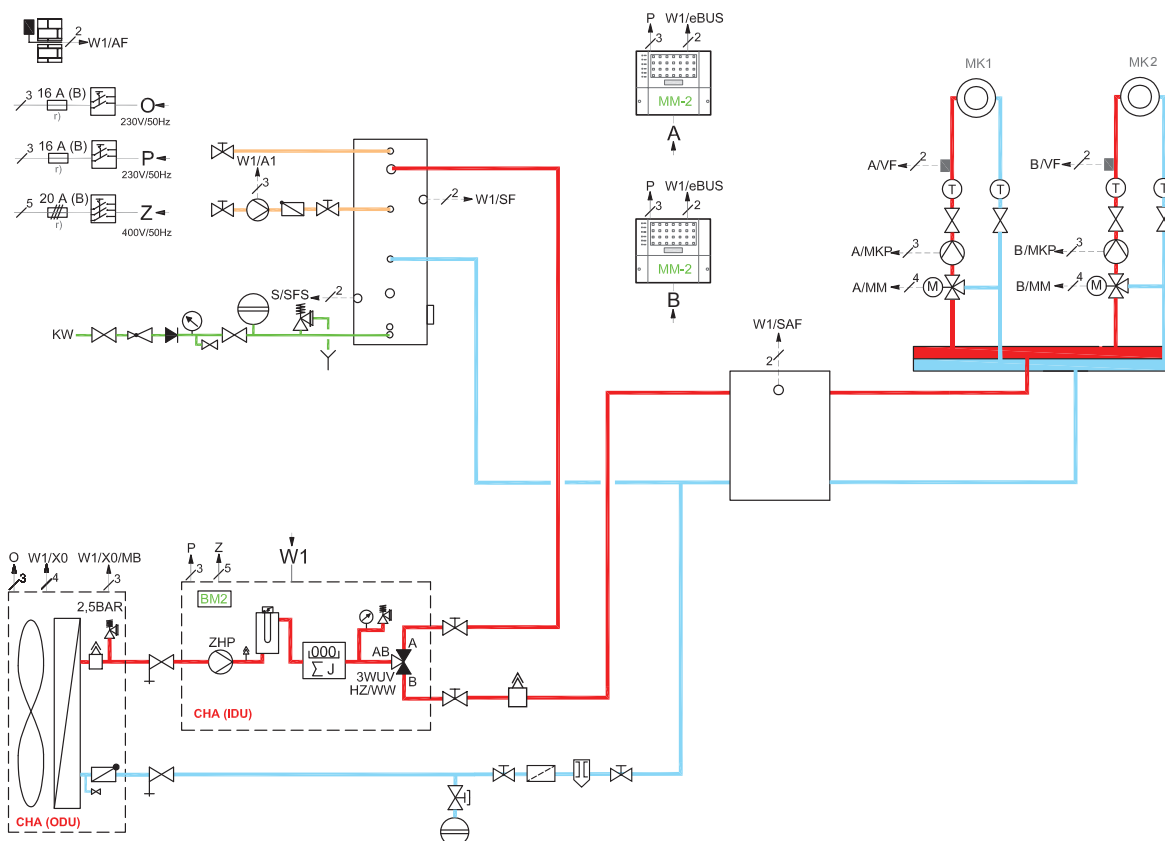 2
W1/AF
3
16 A (B)
r)
O
230V/50Hz
3
16 A (B)
r)
P
230V/50Hz
5
20 A (B)
r)
Z
400V/50Hz
P
W1/eBUS
3
2
MM-2
A
P
W1/eBUS
3
2
MM-2
B
MK1
MK2
A/VF
2
B/VF
2
T
T
T
T
A/MKP
3
B/MKP
3
A/MM
4
M
B/MM
4
M
W1/A1
3
2
W1/SF
S/SFS
2
KW
W1/SAF
2
O
W1/X0
W1/X0/MB
3
4
3
2,5BAR
CHA (ODU)
P
Z
W1
3
5
BM2
ZHP
000
∑ J
AB
A
B
3WUV
HZ/WW
CHA (IDU)